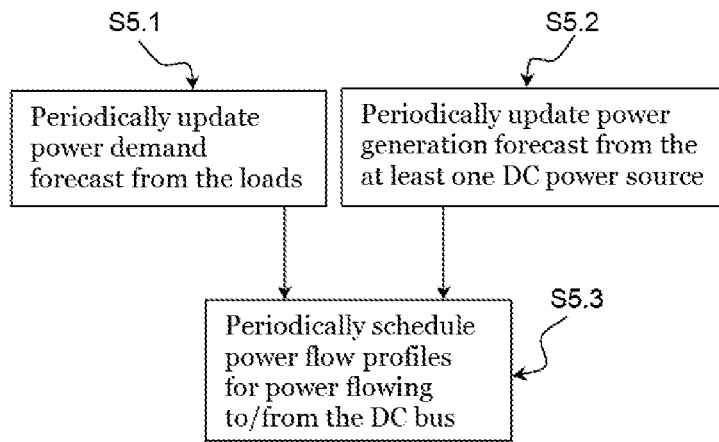 S5.1
Periodically update
power demand
forecast from the loads
S5.2
Periodically update power
generation forecast from the
at least one DC power source
S5.3
Periodically schedule
power flow profiles
for power flowing
to/from the DC bus